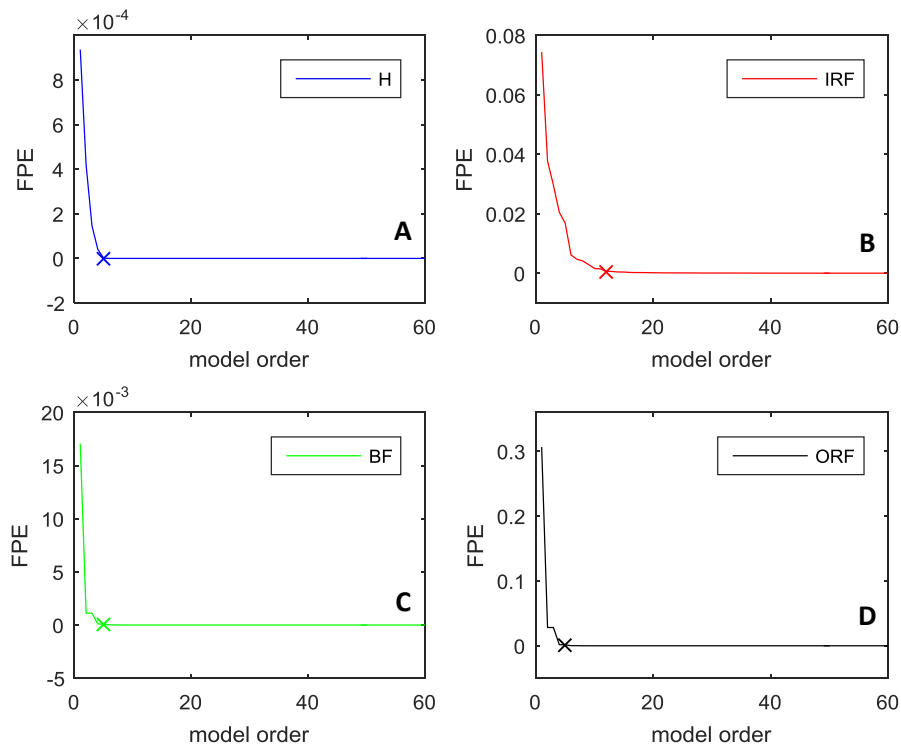 ×10⁻⁴
8
6
4
2
0
-2
FPE
H
A
0 20 40 60
model order
0.08
0.06
0.04
0.02
0
FPE
IRF
B
0 20 40 60
model order
×10⁻³
20
15
10
5
0
-5
FPE
BF
C
0 20 40 60
model order
0.3
0.2
0.1
0
FPE
ORF
D
0 20 40 60
model order